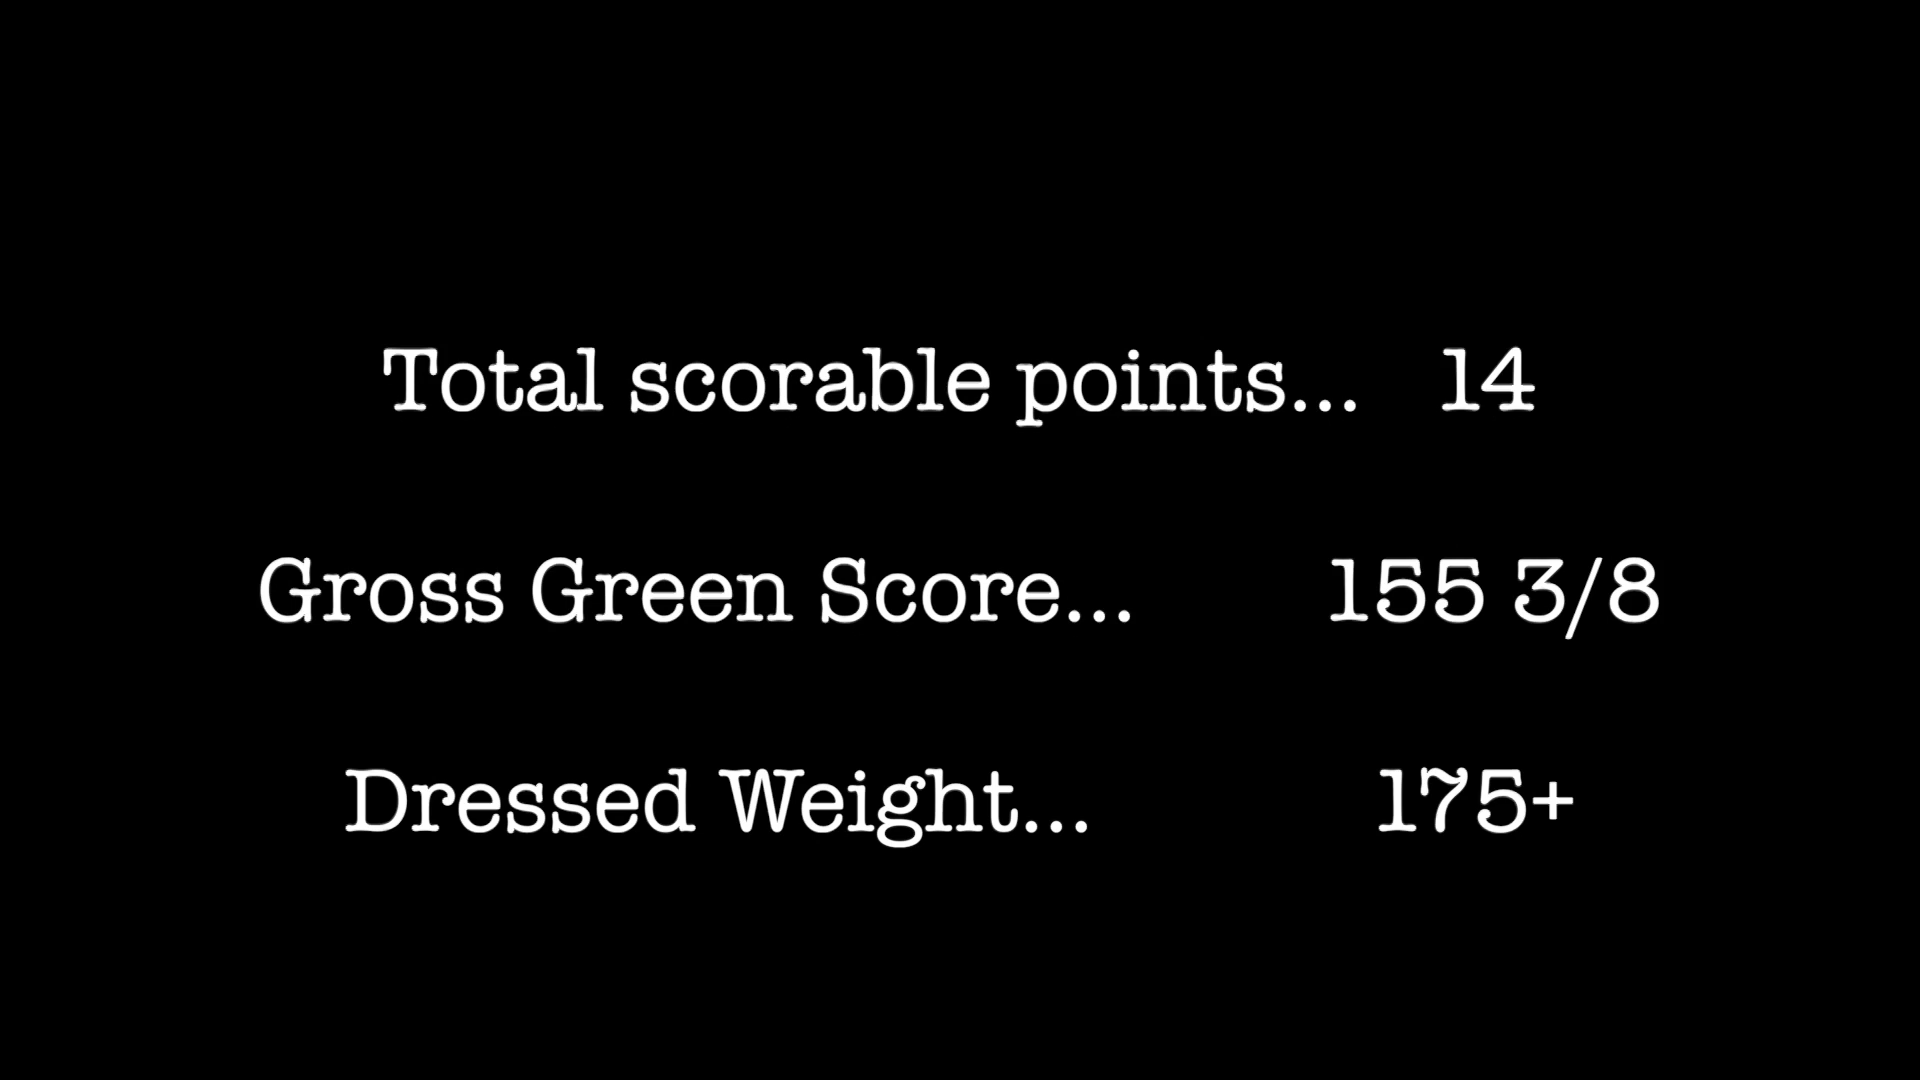 Total scorable points... 14
Gross Green Score... 155 3/8
Dressed Weight... 175+